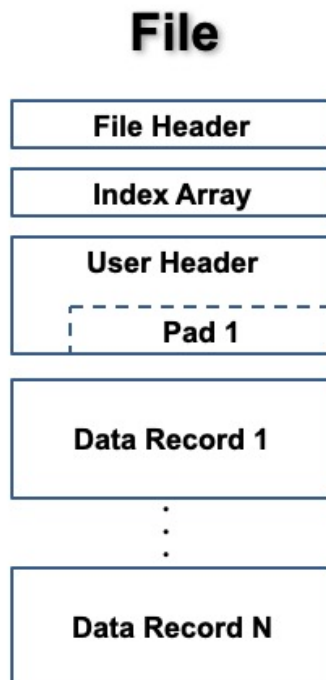 File
File Header
Index Array
User Header
Pad 1
Data Record 1
Data Record N